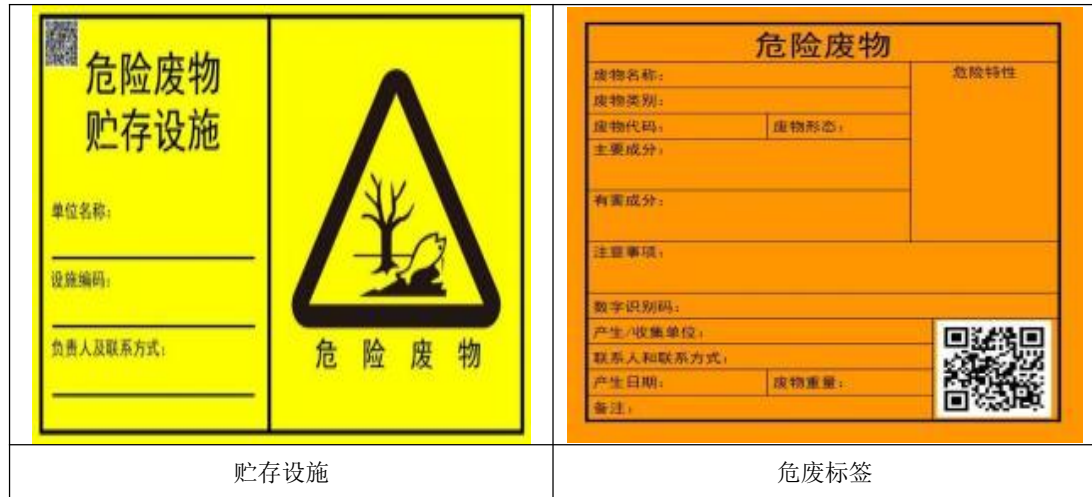 危险废物
贮存设施
单位名称：
设施编码：
负责人及联系方式：
危险废物
危险废物
废物名称：
危险特性
废物类别：
废物代码： 废物形态：
主要成分：
有害成分：
注意事项：
数字识别码：
产生/收集单位：
联系人和联系方式：
产生日期： 废物重量：
备注：
贮存设施
危废标签